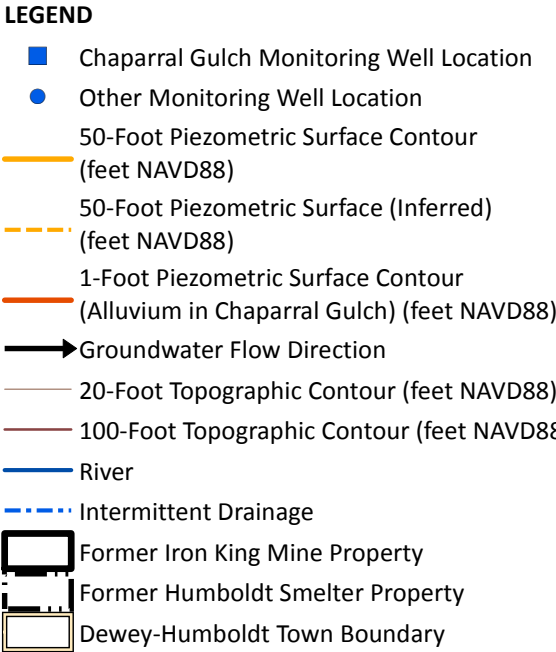 LEGEND
Chaparral Gulch Monitoring Well Location
Other Monitoring Well Location
50-Foot Piezometric Surface Contour
(feet NAVD88)
50-Foot Piezometric Surface (Inferred)
(feet NAVD88)
1-Foot Piezometric Surface Contour
(Alluvium in Chaparral Gulch) (feet NAVD88)
Groundwater Flow Direction
20-Foot Topographic Contour (feet NAVD88)
100-Foot Topographic Contour (feet NAVD88
River
Intermittent Drainage
Former Iron King Mine Property
Former Humboldt Smelter Property
Dewey-Humboldt Town Boundary